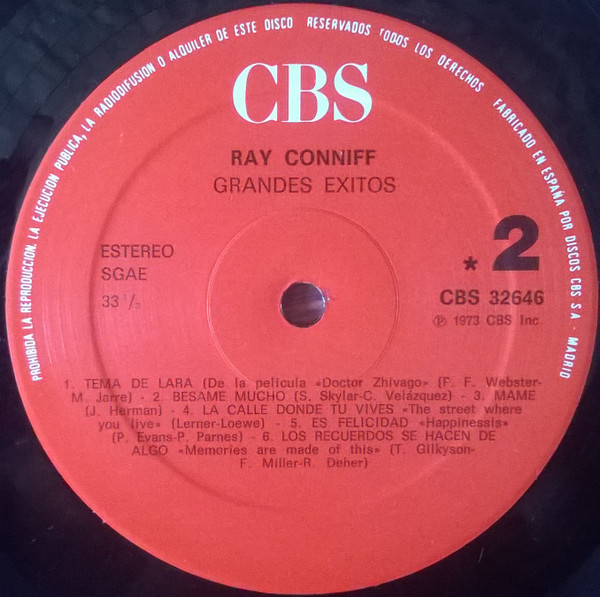 PROHIBIDA LA REPRODUCCION. LA EJECUCION PUBLICA, LA RADIODIFUSION O ALQUILER DE ESTE DISCO RESERVADOS TODOS LOS DERECHOS FABRICADO EN ESPAÑA POR DISCOS CBS S.A. - MADRID
CBS
RAY CONNIFF
GRANDES EXITOS
ESTEREO
SGAE
33 1/3
* 2
CBS 32646
℗ 1973 CBS Inc.
1. TEMA DE LARA (De la pelicula «Doctor Zhivago» (F. F. Webster-
M. Jarre) - 2. BESAME MUCHO (S. Skylar-C. Velázquez) - 3. MAME
(J. Herman) - 4. LA CALLE DONDE TU VIVES «The street where
you live» (Lerner-Loewe) - 5. ES FELICIDAD «Happinessis»
(P. Evans-P. Parnes) - 6. LOS RECUERDOS SE HACEN DE
ALGO «Memories are made of this» (T. Gilkyson-
F. Miller-R. Deher)